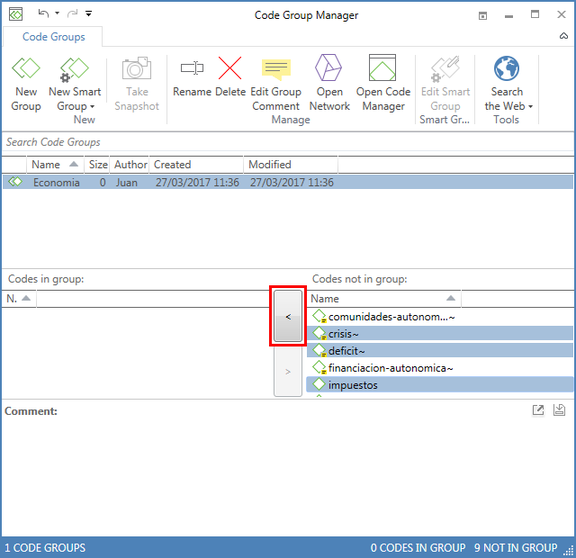 Code Group Manager
Code Groups
New Group
New Smart Group
Take Snapshot
Rename
Delete
Edit Group Comment
Open Network
Open Code Manager
Edit Smart Group
Search the Web
New
Manage
Smart Gr...
Tools
Search Code Groups
Name Size Author Created Modified
Economia 0 Juan 27/03/2017 11:36 27/03/2017 11:36
Codes in group:
Codes not in group:
N.
Name
<
>
comunidades-autonom...~
crisis~
deficit~
financiacion-autonomica~
impuestos
Comment:
1 CODE GROUPS
0 CODES IN GROUP 9 NOT IN GROUP